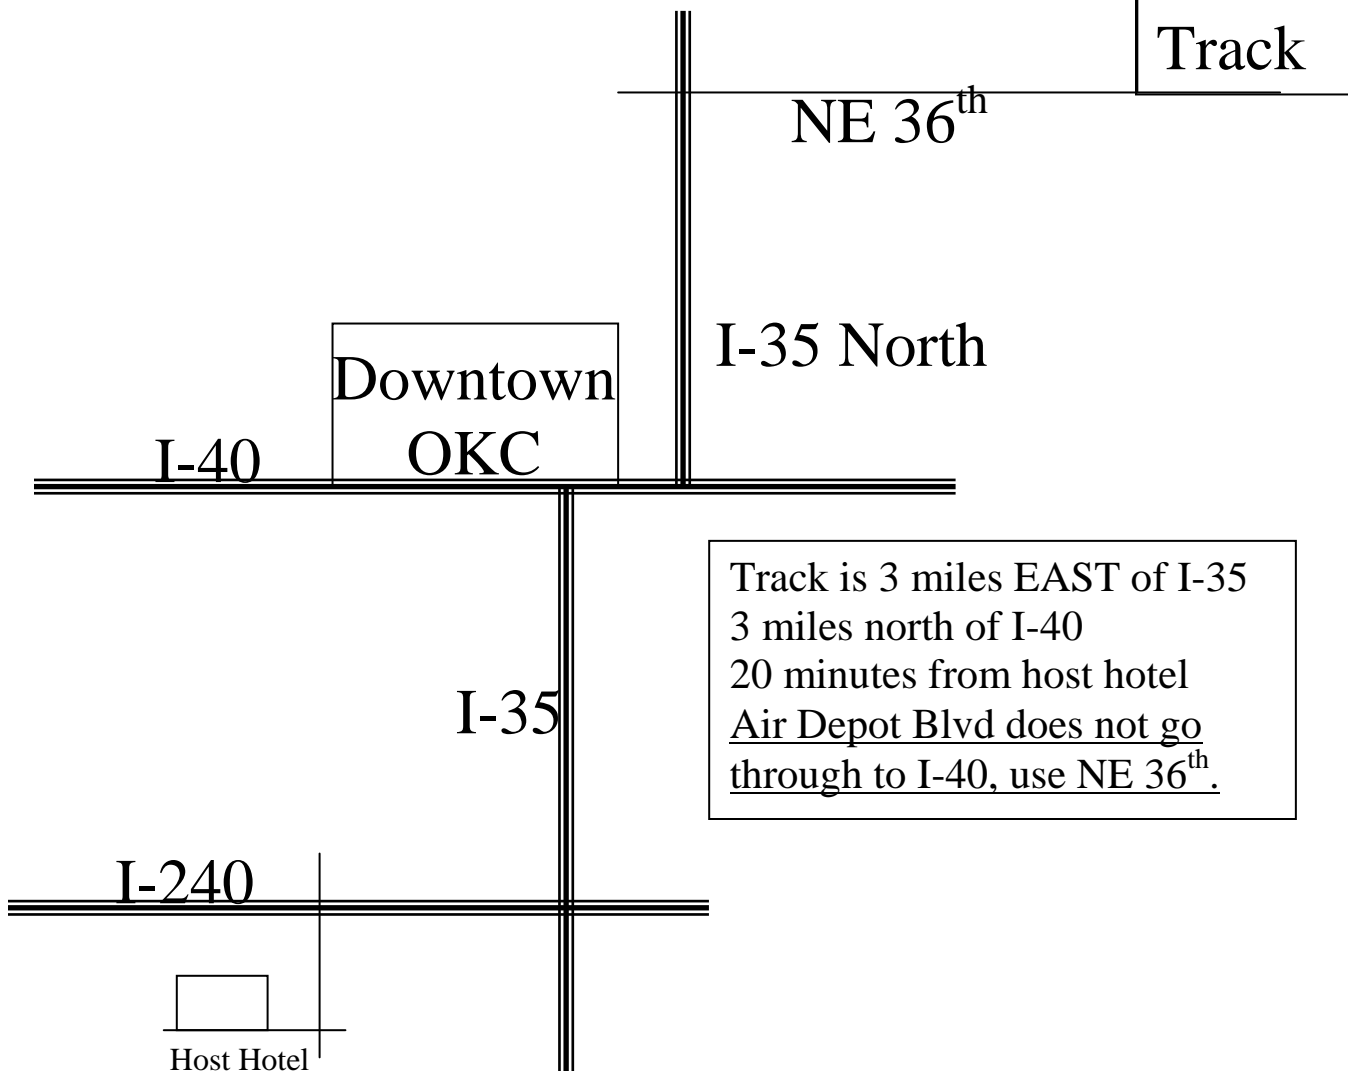 Track
NE 36th
I-35 North
Downtown
OKC
I-40
Track is 3 miles EAST of I-35
3 miles north of I-40
20 minutes from host hotel
Air Depot Blvd does not go
through to I-40, use NE 36th.
I-35
I-240
Host Hotel